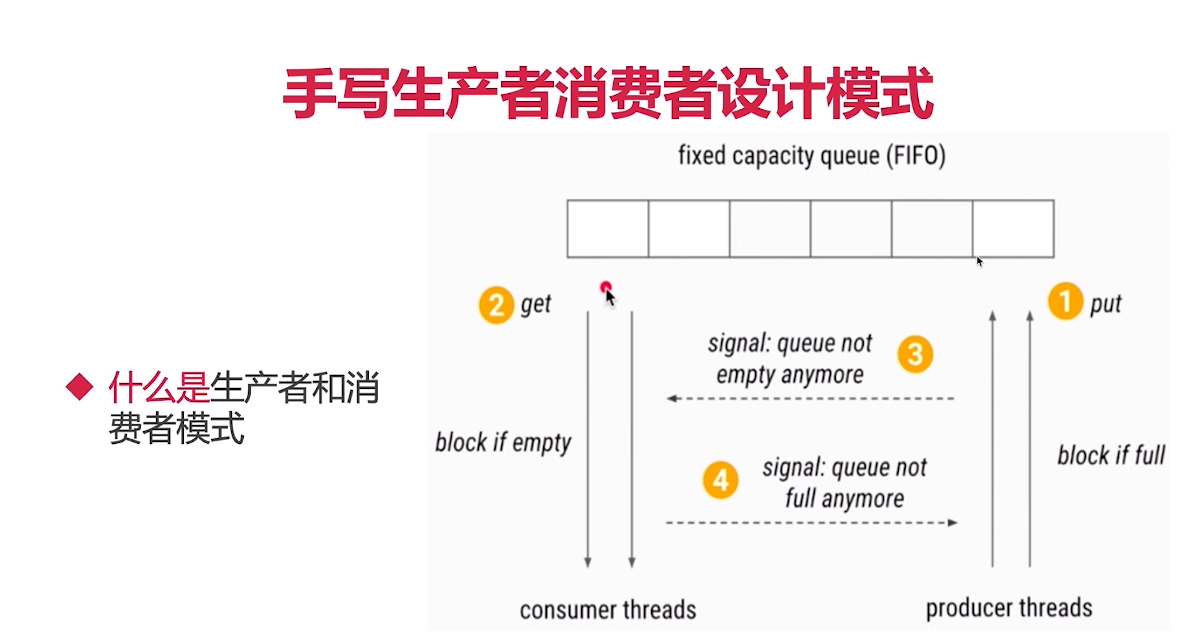 手写生产者消费者设计模式
fixed capacity queue (FIFO)
2 get
1 put
signal: queue not
empty anymore
3
什么是生产者和消
费者模式
block if empty
block if full
4
signal: queue not
full anymore
consumer threads
producer threads